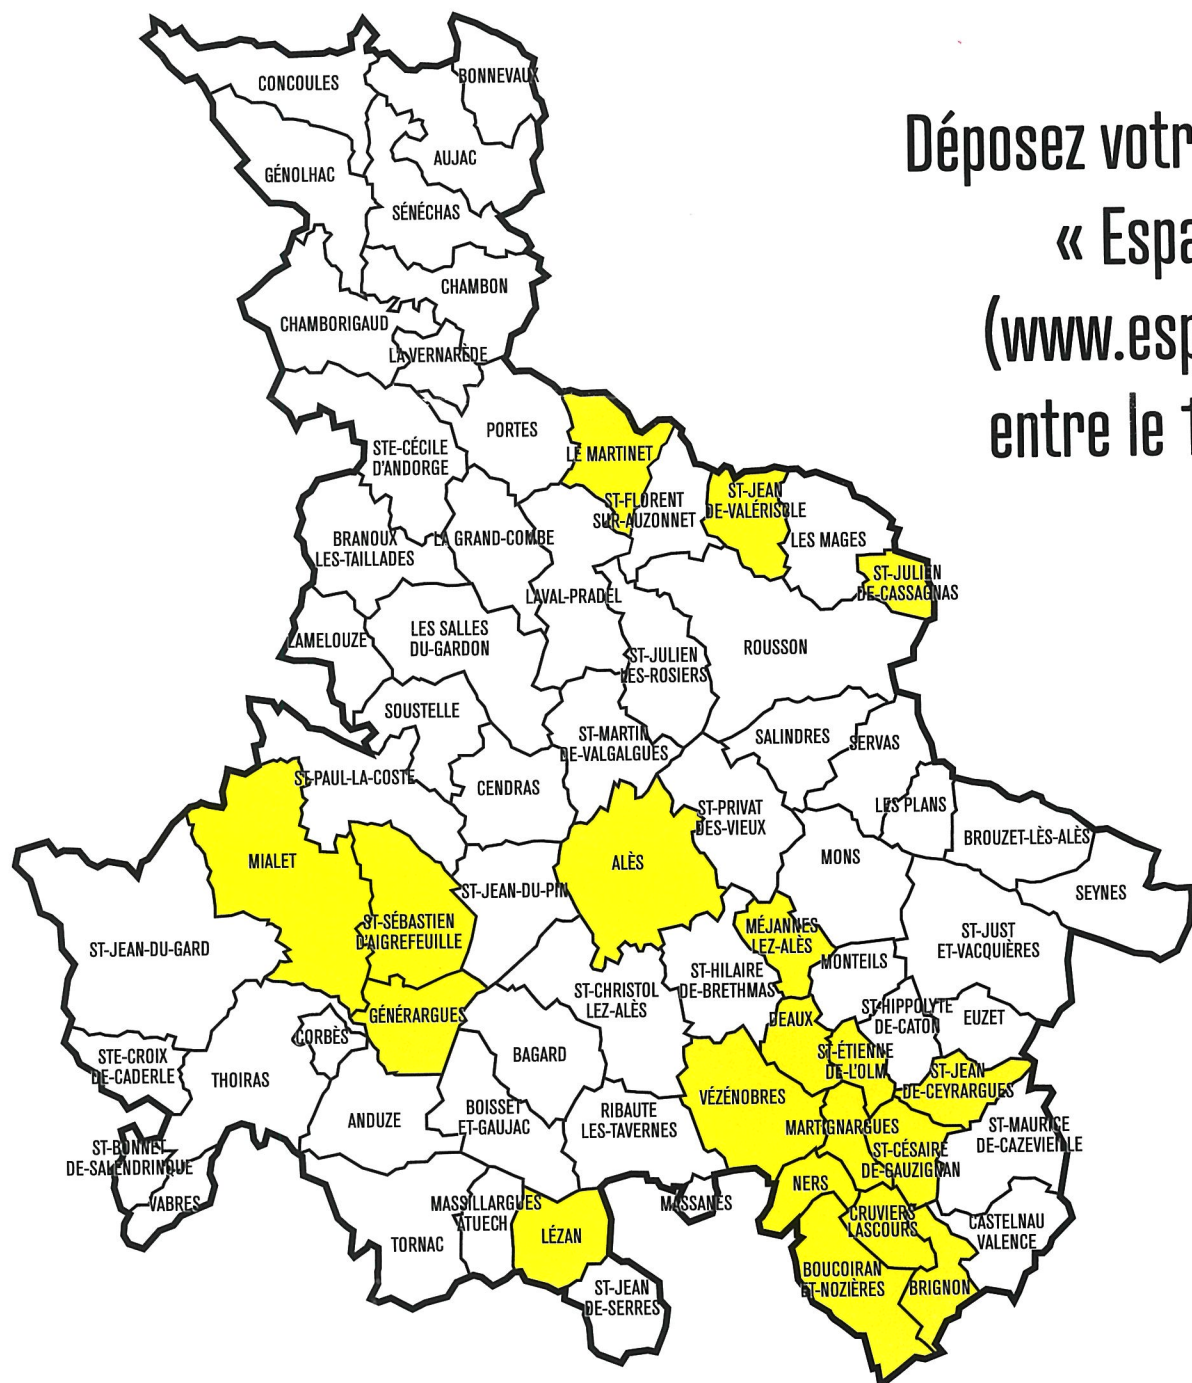 Déposez votr
« Espa
(www.esp
entre le 1
CONCOULES
BONNEVAUX
GÉNOLHAC
AUJAC
SÉNÉCHAS
CHAMBON
CHAMBORIGAUD
LA VERNARÈDE
PORTES
STE-CÉCILE
D'ANDORGE
LE MARTINET
ST-FLORENT
SUR-AUZONNET
ST-JEAN
DE-VALÉRISCLE
LES MAGES
BRANOUX
LES-TAILLADES
LA GRAND-COMBE
ST-JULIEN
DE-CASSAGNAS
LAVAL-PRADEL
LAMELOUZE
LES SALLES
DU-GARDON
ST-JULIEN
LES-ROSIERS
ROUSSON
SOUSTELLE
ST-MARTIN
DE-VALGALGUES
SALINDRES
SERVAS
ST-PAUL-LA-COSTE
CENDRAS
ST-PRIVAT
DES-VIEUX
LES PLANS
BROUZET-LÈS-ALÈS
MIALET
ALÈS
MONS
SEYNES
ST-JEAN-DU-PIN
ST-SÉBASTIEN
D'AIGREFEUILLE
MÉJANNES
LEZ-ALÈS
ST-JEAN-DU-GARD
ST-JUST
ET-VACQUIÈRES
ST-HILAIRE
DE-BRETHMAS
MONTEILS
ST-CHRISTOL
LEZ-ALÈS
GÉNÉRARGUES
DEAUX
ST-HIPPOLYTE
DE-CATON
EUZET
CORBÈS
BAGARD
ST-ÉTIENNE
DE-L'OLM
STE-CROIX
DE-CADERLE
THOIRAS
ST-JEAN
DE-CEYRARGUES
VÉZÉNOBRES
ANDUZE
BOISSET
ET-GAUJAC
RIBAUTE
LES-TAVERNES
MARTIGNARGUES
ST-MAURICE
DE-CAZEVIEILLE
ST-BONNET
DE-SALENDRINQUE
ST-CÉSAIRE
DE-GAUZIGNAN
NERS
VABRES
MASSILLARGUES
ATUECH
MASSANES
CRUVIERS
LASCOURS
CASTELNAU
VALENCE
TORNAC
LÉZAN
BOUCOIRAN
ET-NOZIÈRES
BRIGNON
ST-JEAN
DE-SERRES